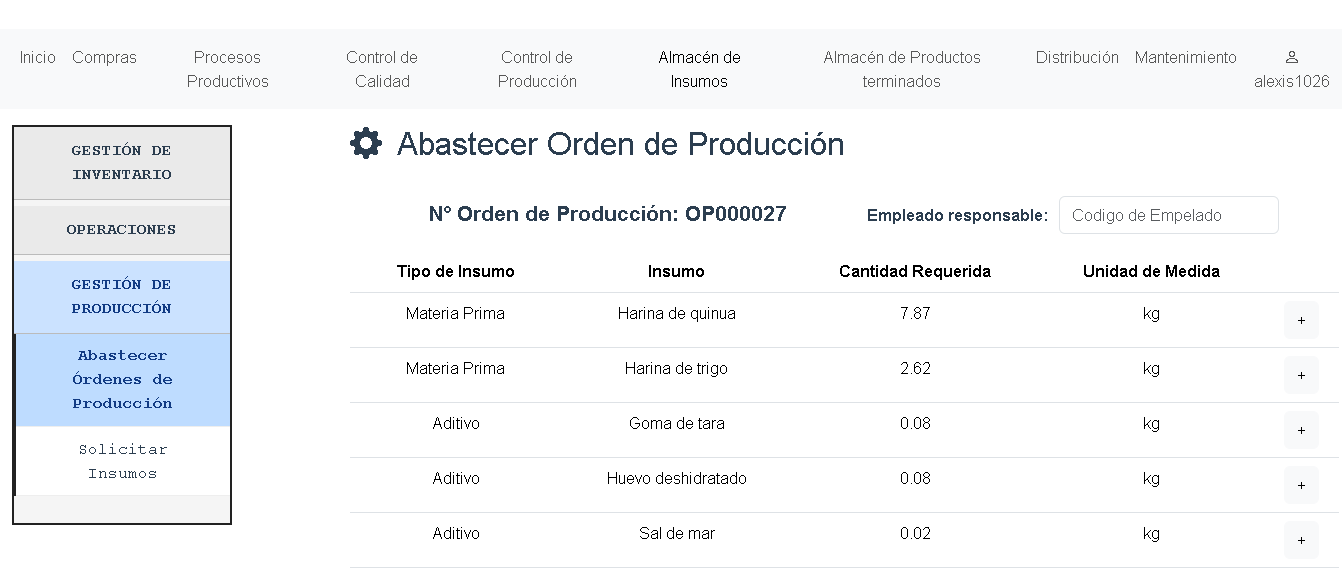 Inicio Compras Procesos Productivos Control de Calidad Control de Producción Almacén de Insumos Almacén de Productos terminados Distribución Mantenimiento alexis1026
GESTIÓN DE
INVENTARIO
OPERACIONES
GESTIÓN DE
PRODUCCIÓN
Abastecer
Órdenes de
Producción
Solicitar
Insumos
Abastecer Orden de Producción
N° Orden de Producción: OP000027 Empleado responsable: Codigo de Empelado
Tipo de Insumo Insumo Cantidad Requerida Unidad de Medida
Materia Prima Harina de quinua 7.87 kg +
Materia Prima Harina de trigo 2.62 kg +
Aditivo Goma de tara 0.08 kg +
Aditivo Huevo deshidratado 0.08 kg +
Aditivo Sal de mar 0.02 kg +